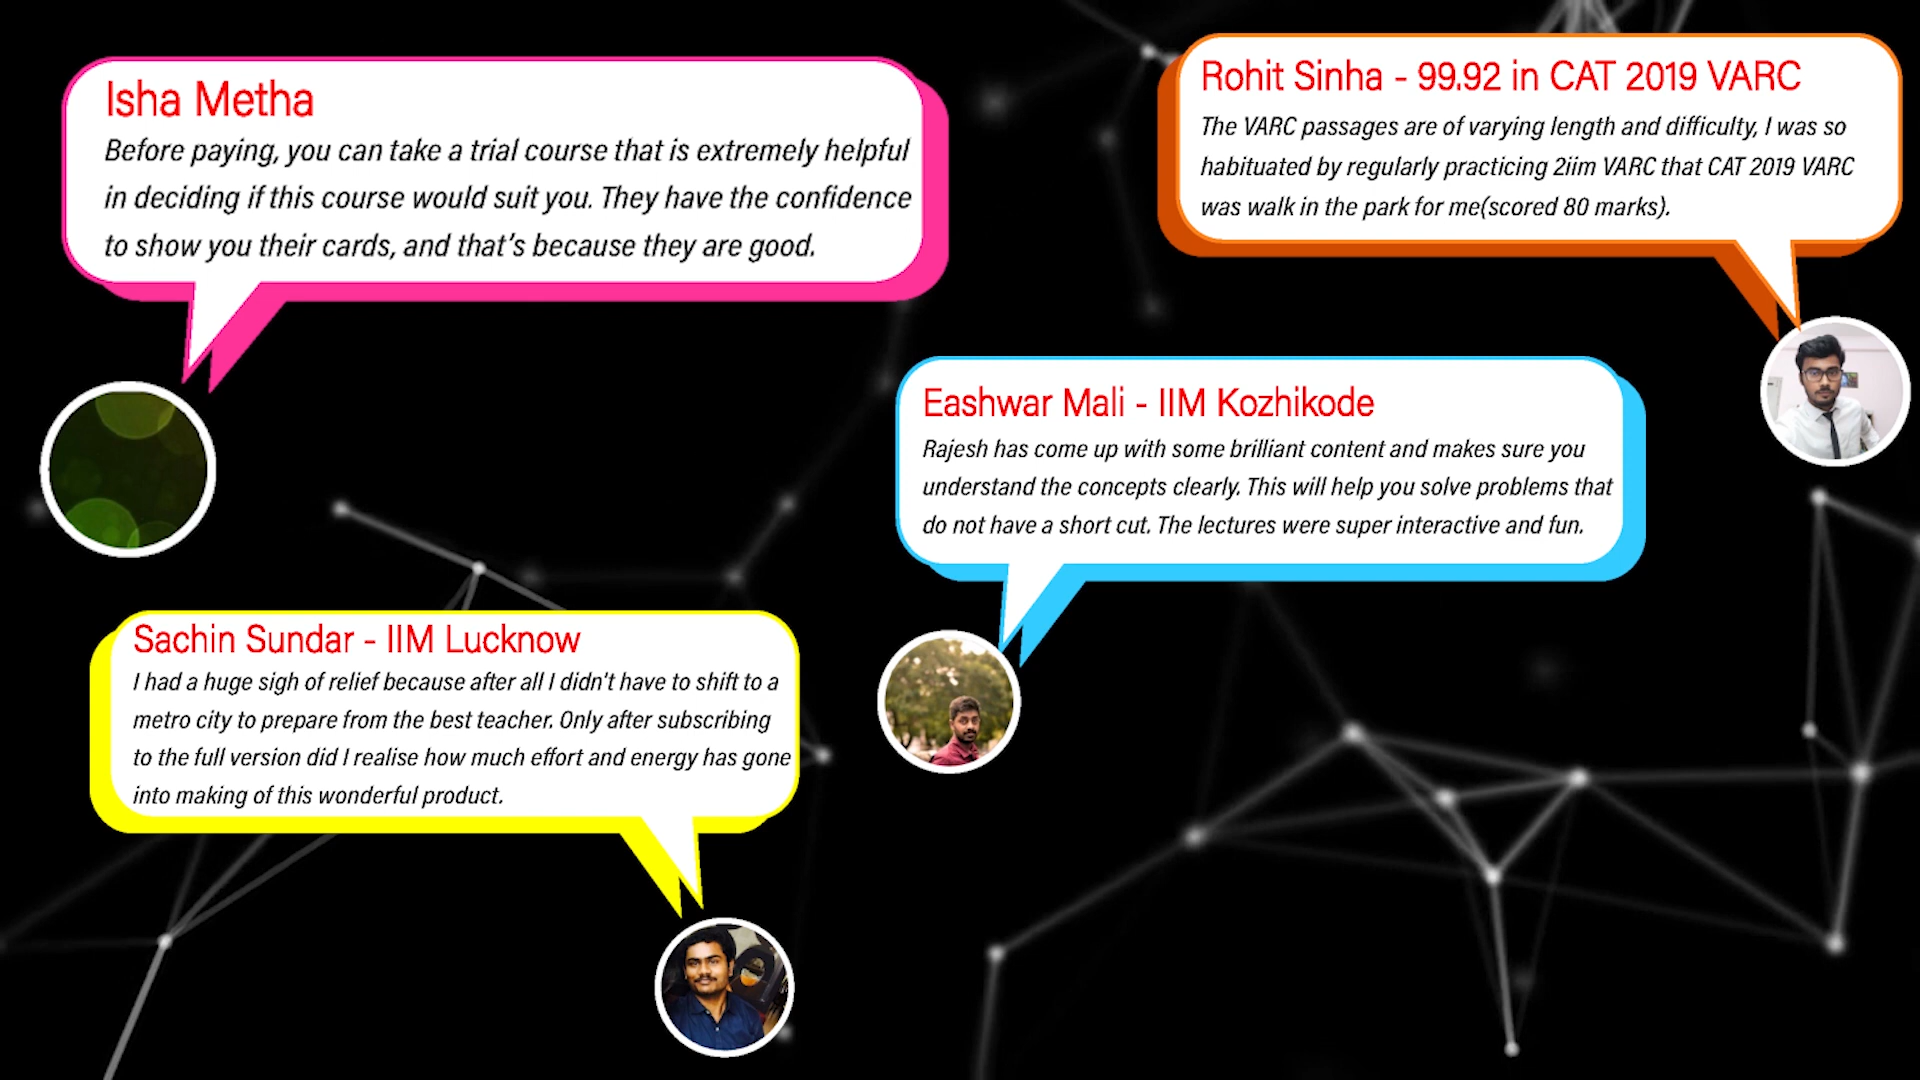 Isha Metha
Before paying, you can take a trial course that is extremely helpful
in deciding if this course would suit you. They have the confidence
to show you their cards, and that's because they are good.
Rohit Sinha - 99.92 in CAT 2019 VARC
The VARC passages are of varying length and difficulty, I was so
habituated by regularly practicing 2iim VARC that CAT 2019 VARC
was walk in the park for me(scored 80 marks).
Eashwar Mali - IIM Kozhikode
Rajesh has come up with some brilliant content and makes sure you
understand the concepts clearly. This will help you solve problems that
do not have a short cut. The lectures were super interactive and fun.
Sachin Sundar - IIM Lucknow
I had a huge sigh of relief because after all I didn't have to shift to a
metro city to prepare from the best teacher. Only after subscribing
to the full version did I realise how much effort and energy has gone
into making of this wonderful product.